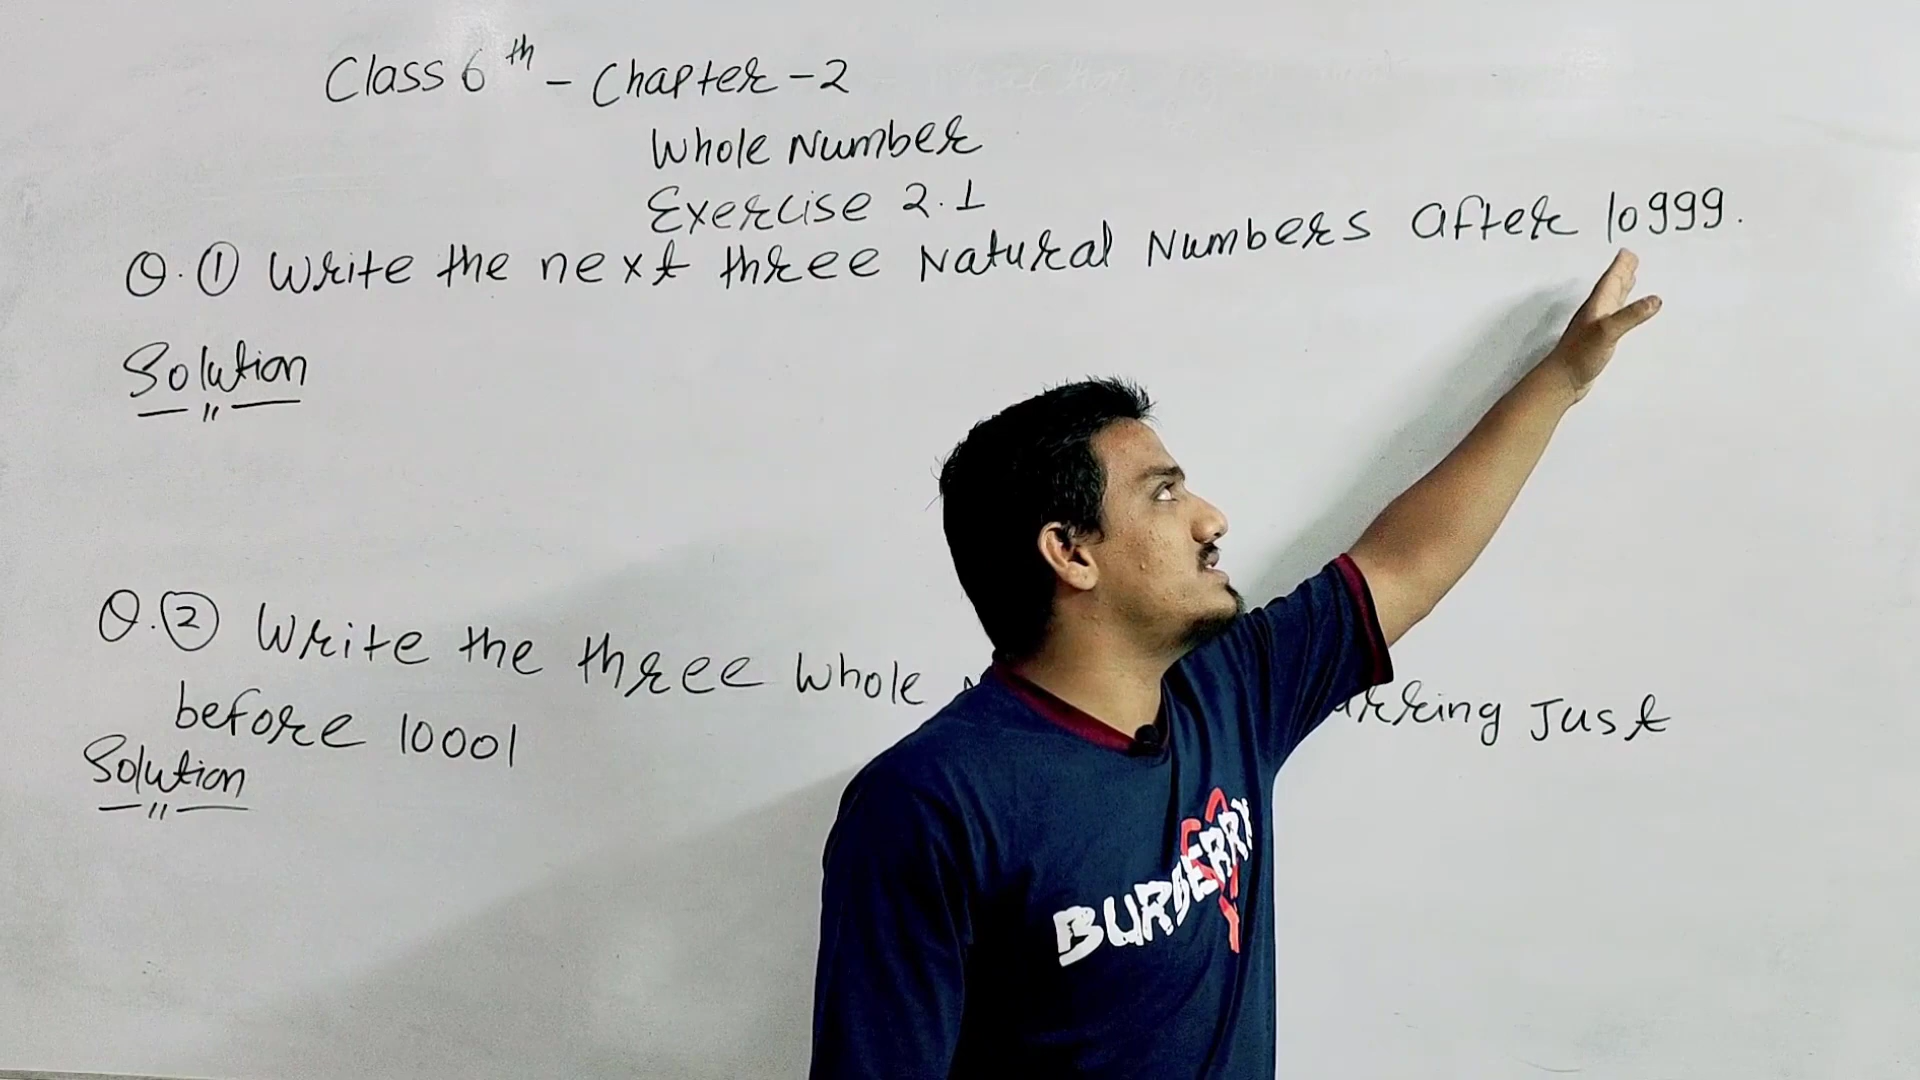 Class 6th - Chapter - 2
Whole Number
Exercise 2.1
Q. ① Write the next three Natural Numbers after 10999.
Solution
Q. ② Write the three whole Just
before 10001
Solution
BURBERRY